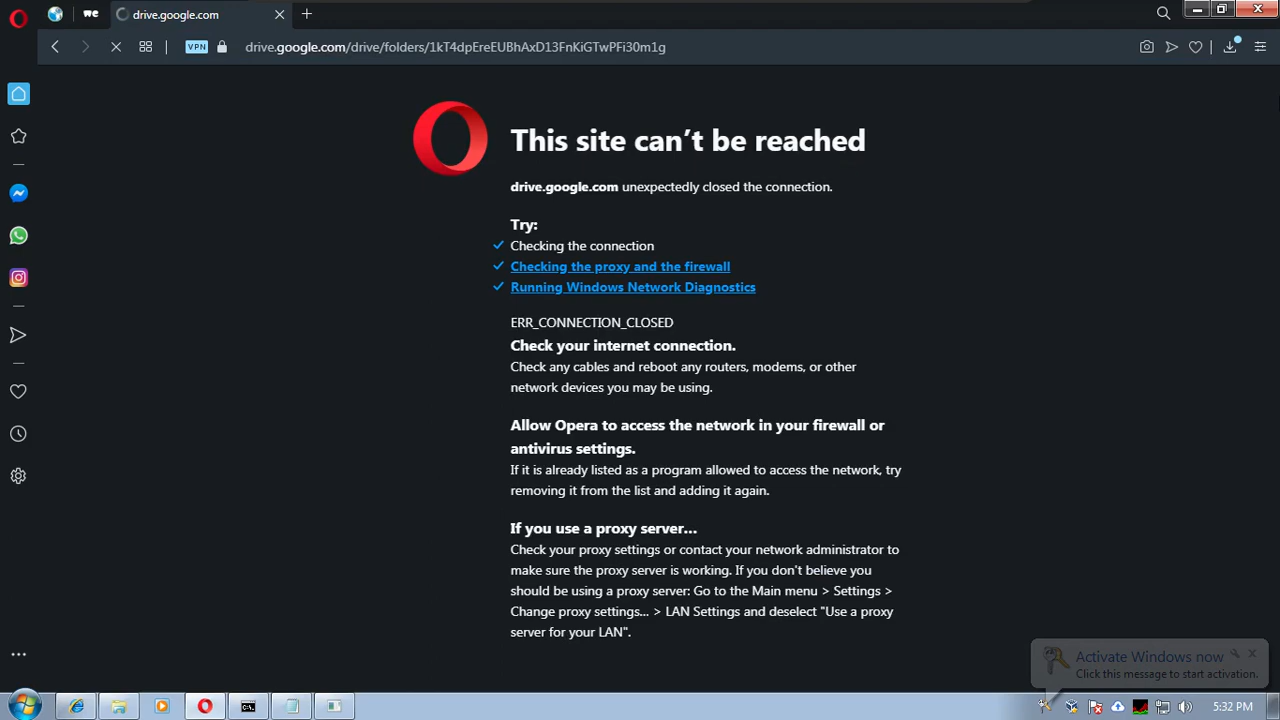 we
drive.google.com
VPN
drive.google.com/drive/folders/1kT4dpEreEUBhAxD13FnKiGTwPFi30m1g
This site can’t be reached
drive.google.com unexpectedly closed the connection.
Try:
Checking the connection
Checking the proxy and the firewall
Running Windows Network Diagnostics
ERR_CONNECTION_CLOSED
Check your internet connection.
Check any cables and reboot any routers, modems, or other
network devices you may be using.
Allow Opera to access the network in your firewall or
antivirus settings.
If it is already listed as a program allowed to access the network, try
removing it from the list and adding it again.
If you use a proxy server…
Check your proxy settings or contact your network administrator to
make sure the proxy server is working. If you don't believe you
should be using a proxy server: Go to the Main menu > Settings >
Change proxy settings… > LAN Settings and deselect "Use a proxy
server for your LAN".
Activate Windows now
Click this message to start activation.
5:32 PM